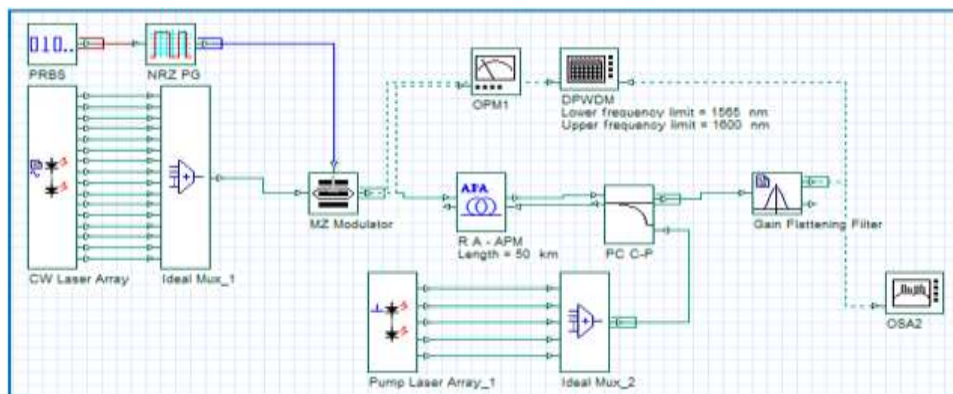 010..
PRBS
NRZ PG
OPM1
DPWDM
Lower frequency limit = 1565 nm
Upper frequency limit = 1600 nm
MZ Modulator
R A - APM
Length = 50 km
PC C-P
Gain Flattening Filter
CW Laser Array
Ideal Mux_1
OSA2
Pump Laser Array_1
Ideal Mux_2